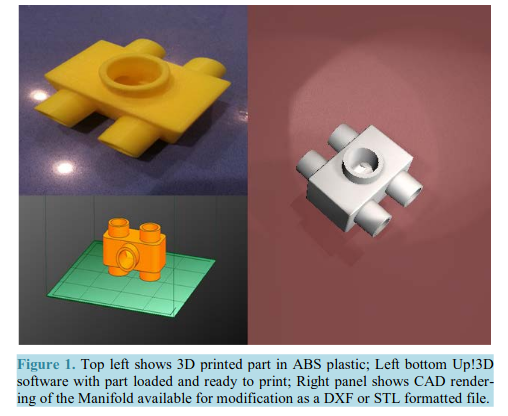 Figure 1. Top left shows 3D printed part in ABS plastic; Left bottom Up!3D
software with part loaded and ready to print; Right panel shows CAD render-
ing of the Manifold available for modification as a DXF or STL formatted file.